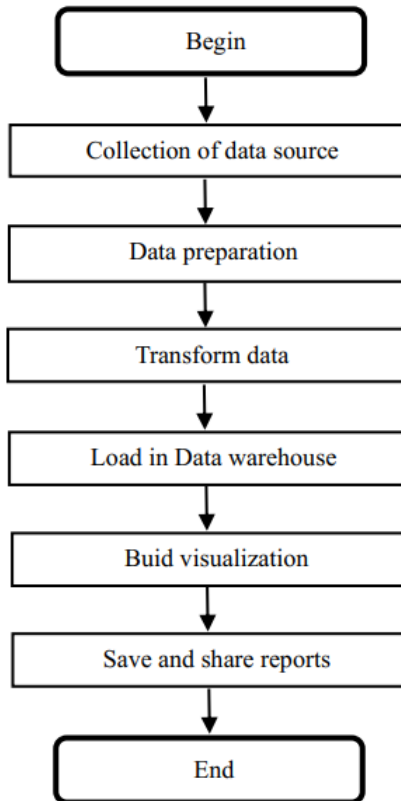 Begin
Collection of data source
Data preparation
Transform data
Load in Data warehouse
Buid visualization
Save and share reports
End